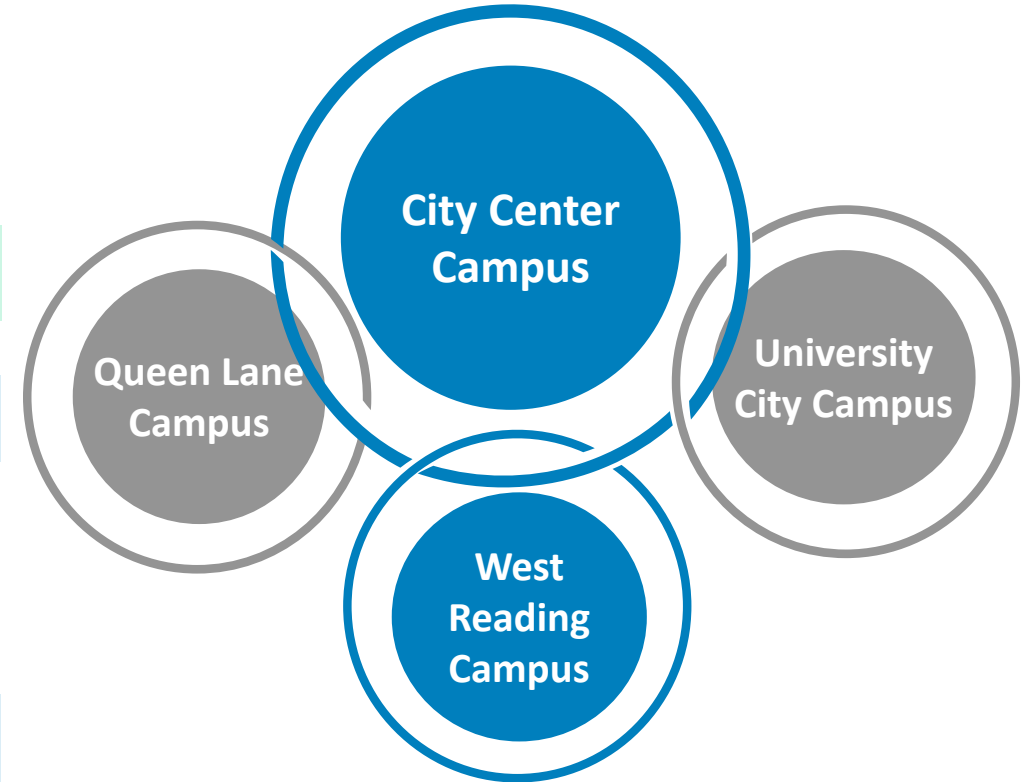 City Center
Campus
Queen Lane
Campus
University
City Campus
West
Reading
Campus